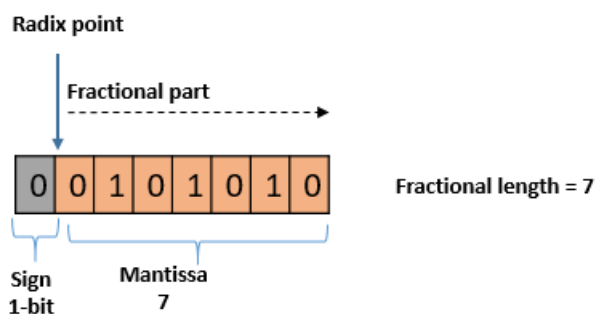 Radix point
Fractional part
0 0 1 0 1 0 1 0
Fractional length = 7
Sign
1-bit
Mantissa
7